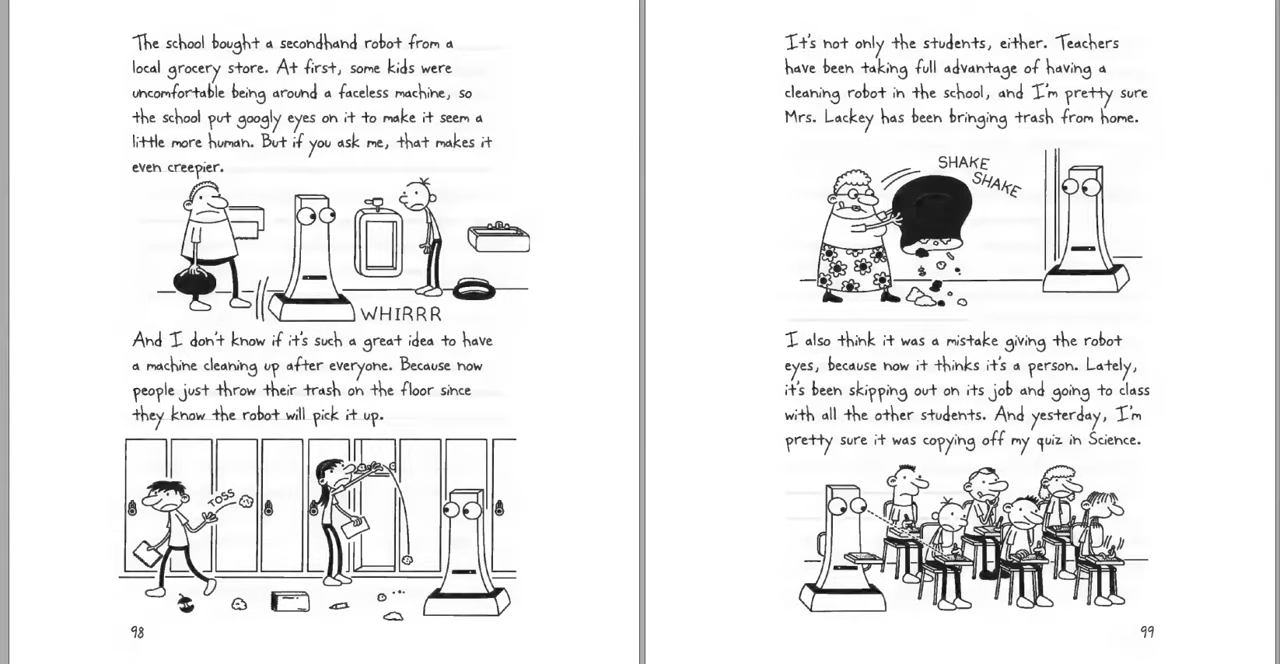 The school bought a secondhand robot from a
local grocery store. At first, some kids were
uncomfortable being around a faceless machine, so
the school put googly eyes on it to make it seem a
little more human. But if you ask me, that makes it
even creepier.
WHIRRR
And I don't know if it's such a great idea to have
a machine cleaning up after everyone. Because now
people just throw their trash on the floor since
they know the robot will pick it up.
TOSS
98
It's not only the students, either. Teachers
have been taking full advantage of having a
cleaning robot in the school, and I'm pretty sure
Mrs. Lackey has been bringing trash from home.
SHAKE
SHAKE
I also think it was a mistake giving the robot
eyes, because now it thinks it's a person. Lately,
it's been skipping out on its job and going to class
with all the other students. And yesterday, I'm
pretty sure it was copying off my quiz in Science.
99